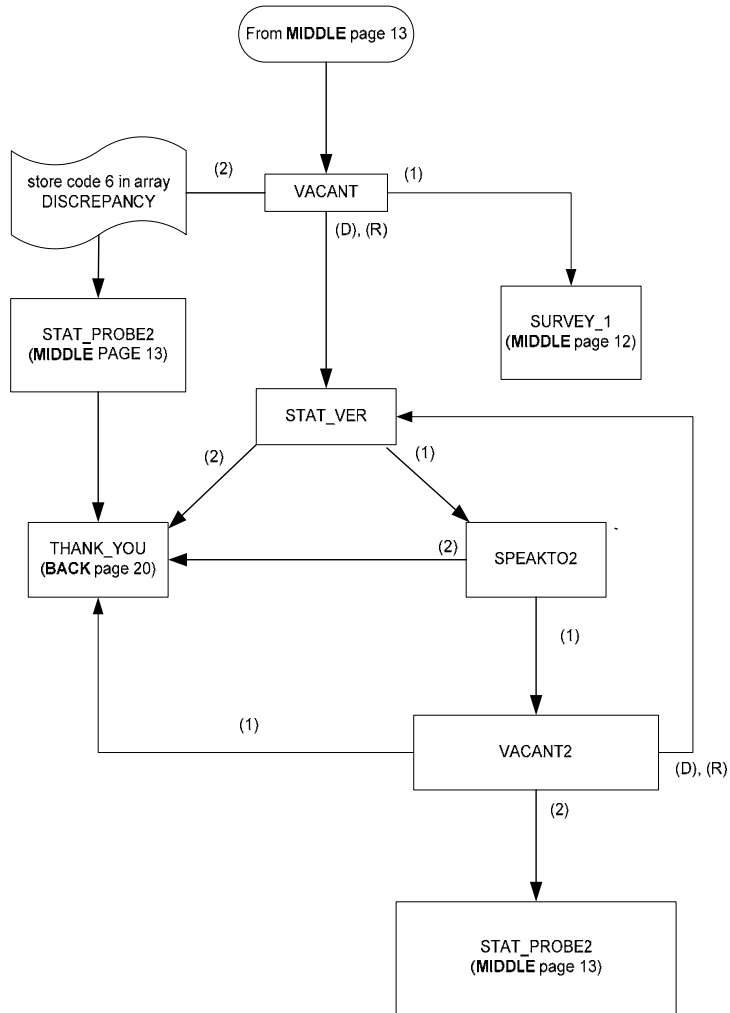 From MIDDLE page 13
(2)
store code 6 in array
DISCREPANCY
VACANT
(1)
(D), (R)
STAT_PROBE2
(MIDDLE PAGE 13)
SURVEY_1
(MIDDLE page 12)
STAT_VER
(2)
(1)
THANK_YOU
(BACK page 20)
(2)
SPEAKTO2
(1)
(1)
VACANT2
(D), (R)
(2)
STAT_PROBE2
(MIDDLE page 13)